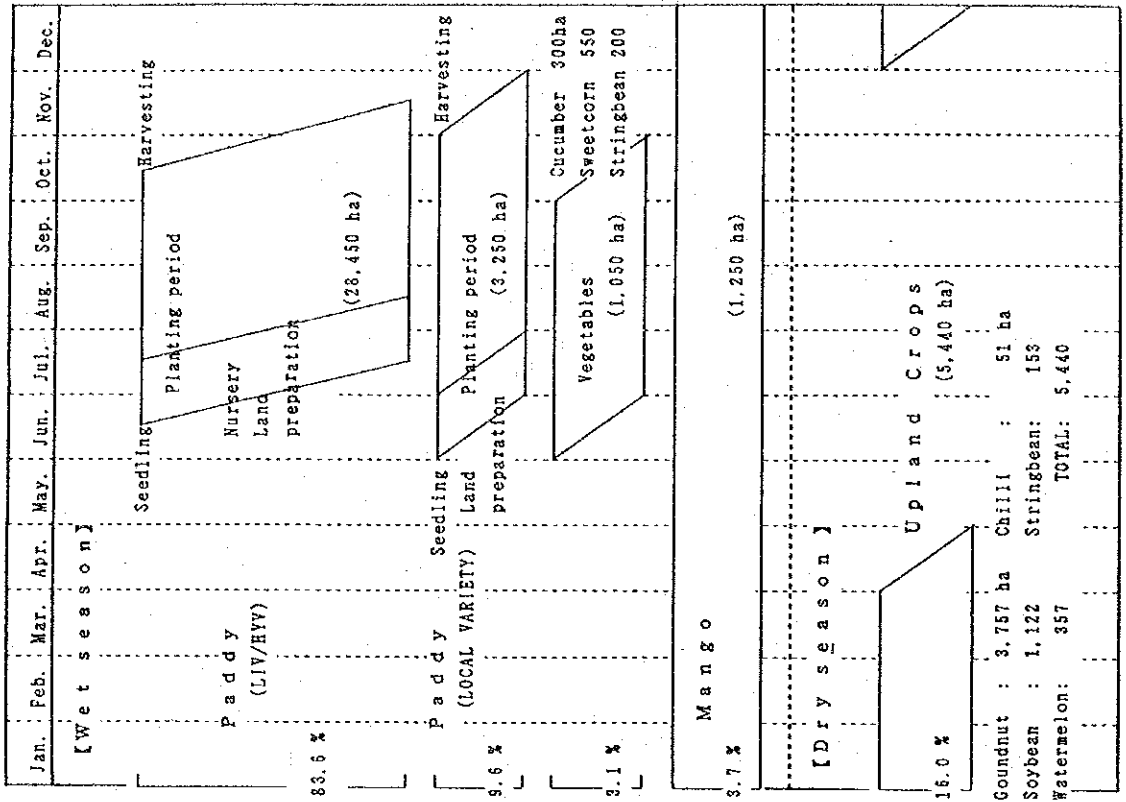 Jan. Feb. Mar. Apr. May. Jun. Jul. Aug. Sep. Oct. Nov. Dec.
[Wet season]
Seedling Harvesting
Planting period
Paddy
(LIV/HYV)
Nursery
Land
preparation
83.6 %
(28,450 ha)
Seedling Harvesting
Paddy
(LOCAL VARIETY)
Land
preparation
Planting period
9.6 %
(3,250 ha)
Cucumber 300ha
Sweetcorn 550
Stringbean 200
Vegetables
3.1 %
(1,050 ha)
Mango
3.7 %
(1,250 ha)
[Dry season]
Upland Crops
(5,440 ha)
16.0 %
Goundnut : 3,757 ha Chilli : 51 ha
Soybean : 1,122 Stringbean: 153
Watermelon: 357 TOTAL: 5,440